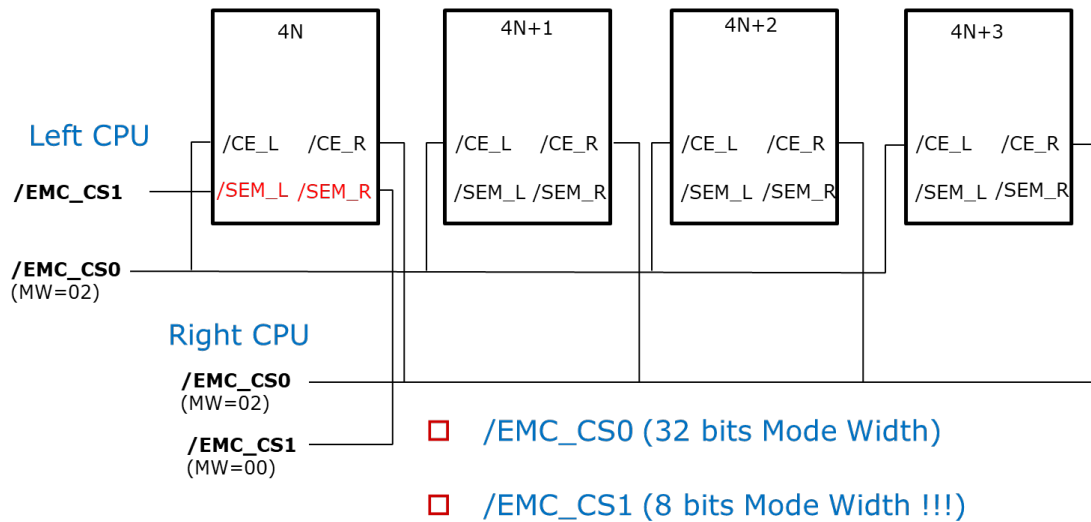 4N
4N+1
4N+2
4N+3
Left CPU
/CE_L /CE_R
/CE_L /CE_R
/CE_L /CE_R
/CE_L /CE_R
/EMC_CS1
/SEM_L /SEM_R
/SEM_L /SEM_R
/SEM_L /SEM_R
/SEM_L /SEM_R
/EMC_CS0
(MW=02)
Right CPU
/EMC_CS0
(MW=02)
/EMC_CS1
(MW=00)
/EMC_CS0 (32 bits Mode Width)
/EMC_CS1 (8 bits Mode Width !!!)